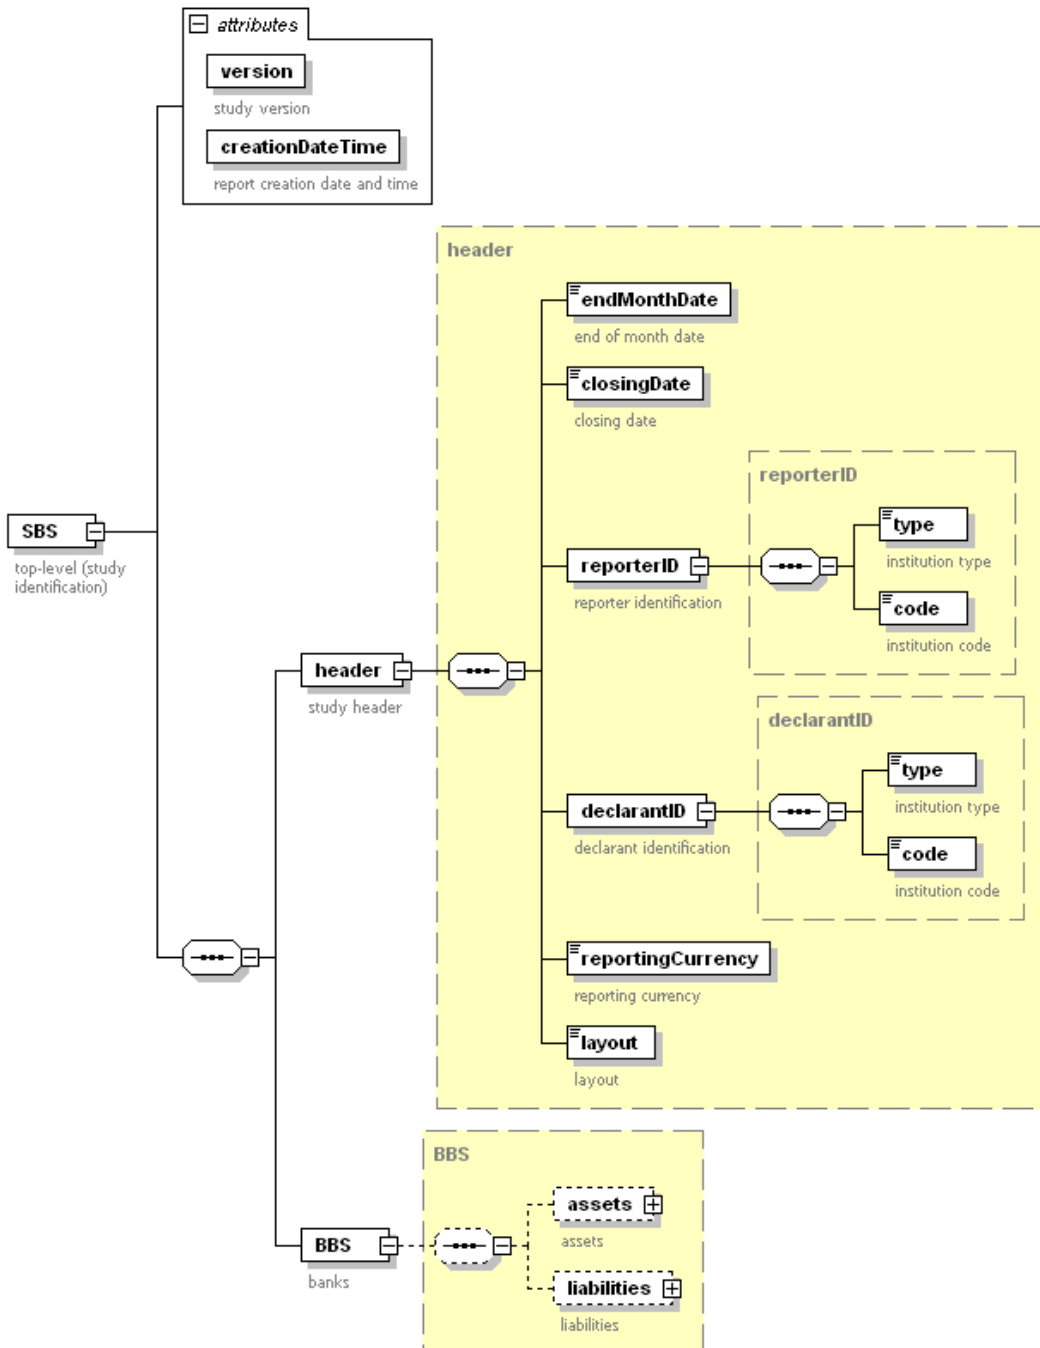 attributes
version
study version
creationDateTime
report creation date and time
header
endMonthDate
end of month date
closingDate
closing date
reporterID
type
institution type
reporterID
reporter identification
code
institution code
SBS
top-level (study
identification)
header
study header
declarantID
type
institution type
declarantID
declarant identification
code
institution code
reportingCurrency
reporting currency
layout
layout
BBS
assets
assets
BBS
banks
liabilities
liabilities